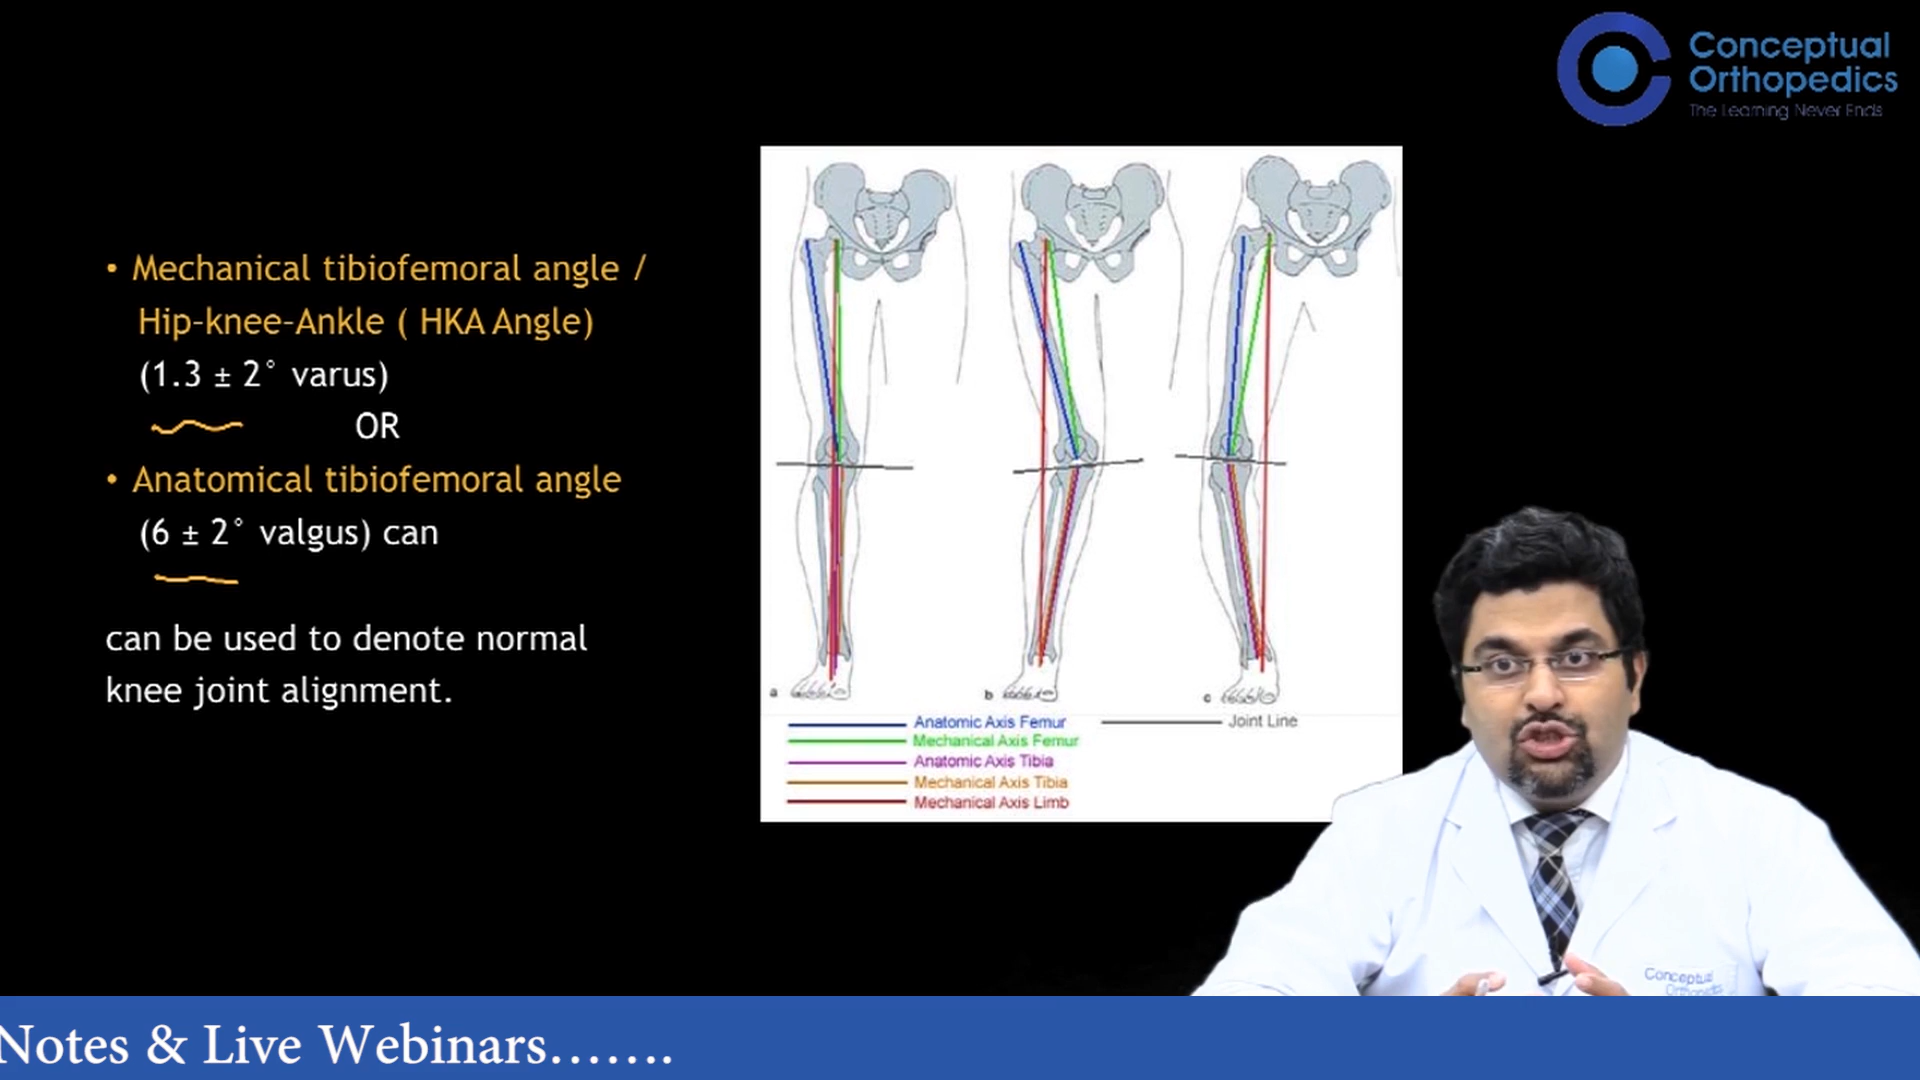 Conceptual
Orthopedics
The Learning Never Ends
• Mechanical tibiofemoral angle /
Hip-knee-Ankle ( HKA Angle)
(1.3 ± 2° varus)
OR
• Anatomical tibiofemoral angle
(6 ± 2° valgus) can
can be used to denote normal
knee joint alignment.
a
b
c
Anatomic Axis Femur
Joint Line
Mechanical Axis Femur
Anatomic Axis Tibia
Mechanical Axis Tibia
Mechanical Axis Limb
Conceptual
Orthopedics
Notes & Live Webinars.......